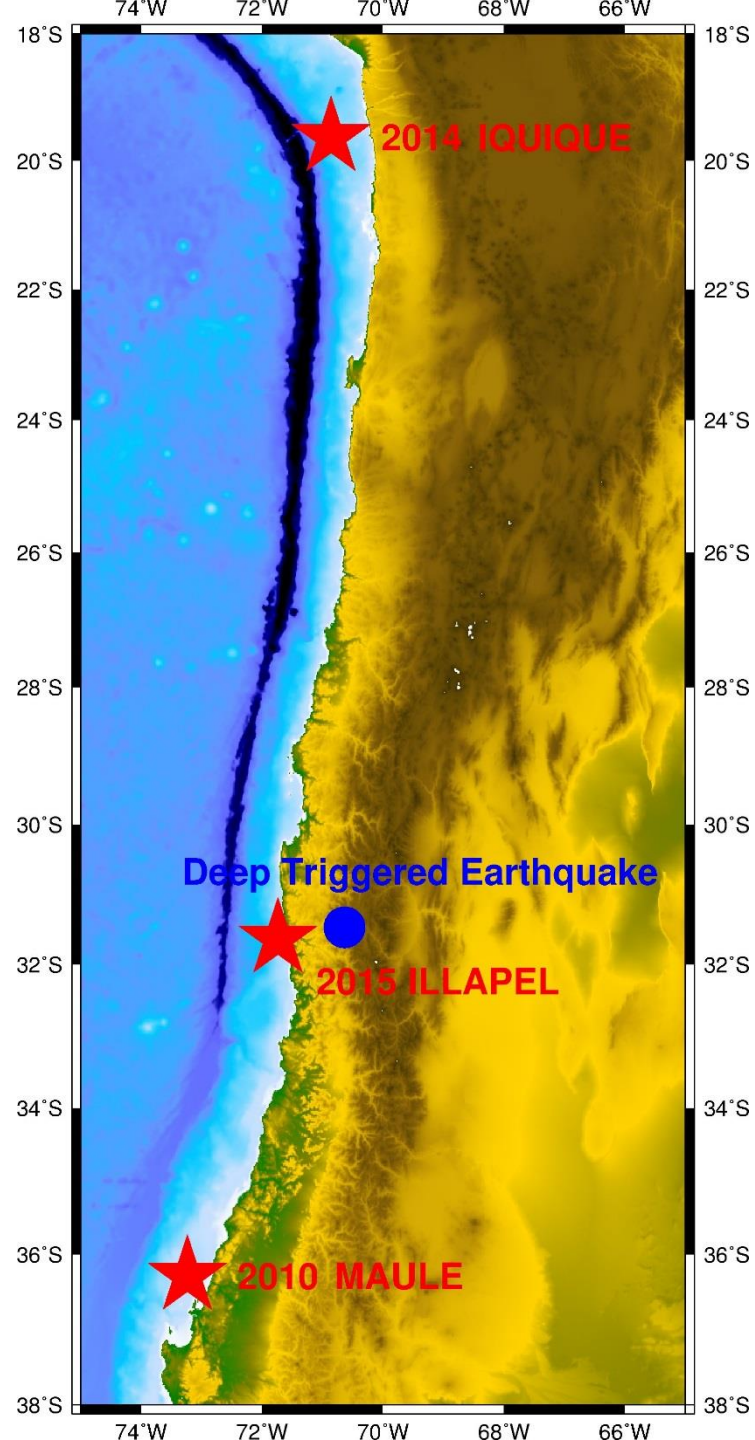 74˚W 72˚W 70˚W 68˚W 66˚W
18˚S 18˚S
2014 IQUIQUE
20˚S 20˚S
22˚S 22˚S
24˚S 24˚S
26˚S 26˚S
28˚S 28˚S
30˚S 30˚S
Deep Triggered Earthquake
32˚S 32˚S
2015 ILLAPEL
34˚S 34˚S
36˚S 36˚S
2010 MAULE
38˚S 38˚S
74˚W 72˚W 70˚W 68˚W 66˚W